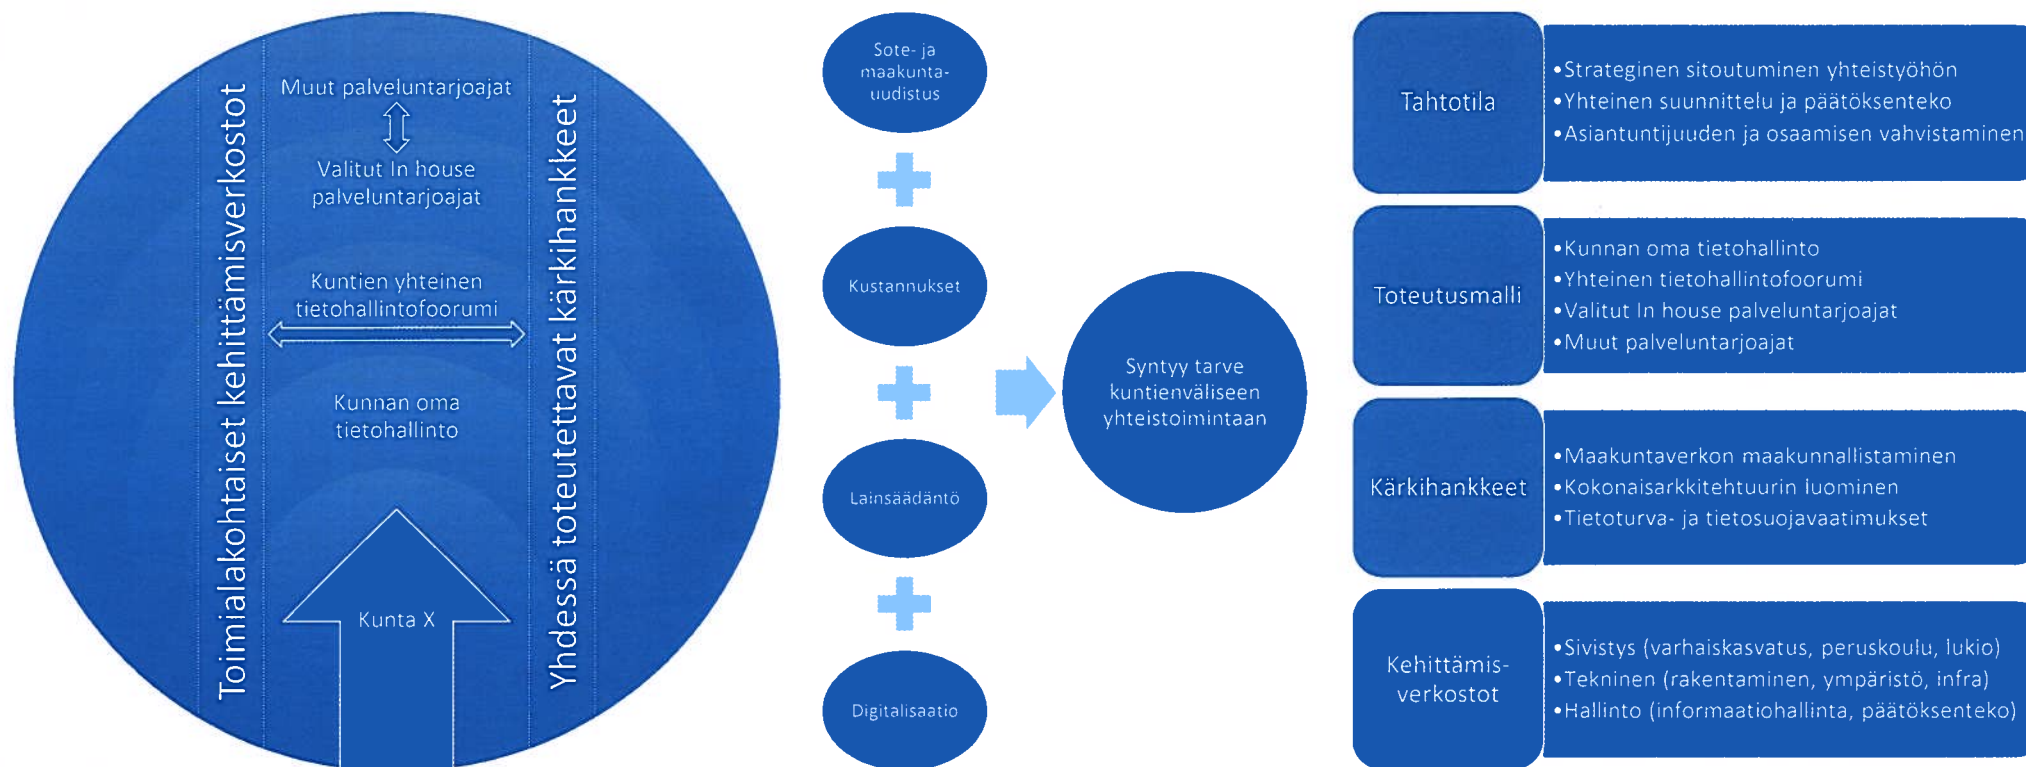 Toimialakohtaiset kehittämisverkostot
Muut palveluntarjoajat
Valitut In house
palveluntarjoajat
Kuntien yhteinen
tietohallintofoorumi
Kunnan oma
tietohallinto
Kunta X
Yhdessä toteutettavat kärkihankkeet
Sote- ja
maakunta-
uudistus
Kustannukset
Lainsäädäntö
Digitalisaatio
Syntyy tarve
kuntienväliseen
yhteistoimintaan
Tahtotila
•Strateginen sitoutuminen yhteistyöhön
•Yhteinen suunnittelu ja päätöksenteko
•Asiantuntijuuden ja osaamisen vahvistaminen
Toteutusmalli
•Kunnan oma tietohallinto
•Yhteinen tietohallintofoorumi
•Valitut In house palveluntarjoajat
•Muut palveluntarjoajat
Kärkihankkeet
•Maakuntaverkon maakunnallistaminen
•Kokonaisarkkitehtuurin luominen
•Tietoturva- ja tietosuojavaatimukset
Kehittämis-
verkostot
•Sivistys (varhaiskasvatus, peruskoulu, lukio)
•Tekninen (rakentaminen, ympäristö, infra)
•Hallinto (informaatiohallinta, päätöksenteko)